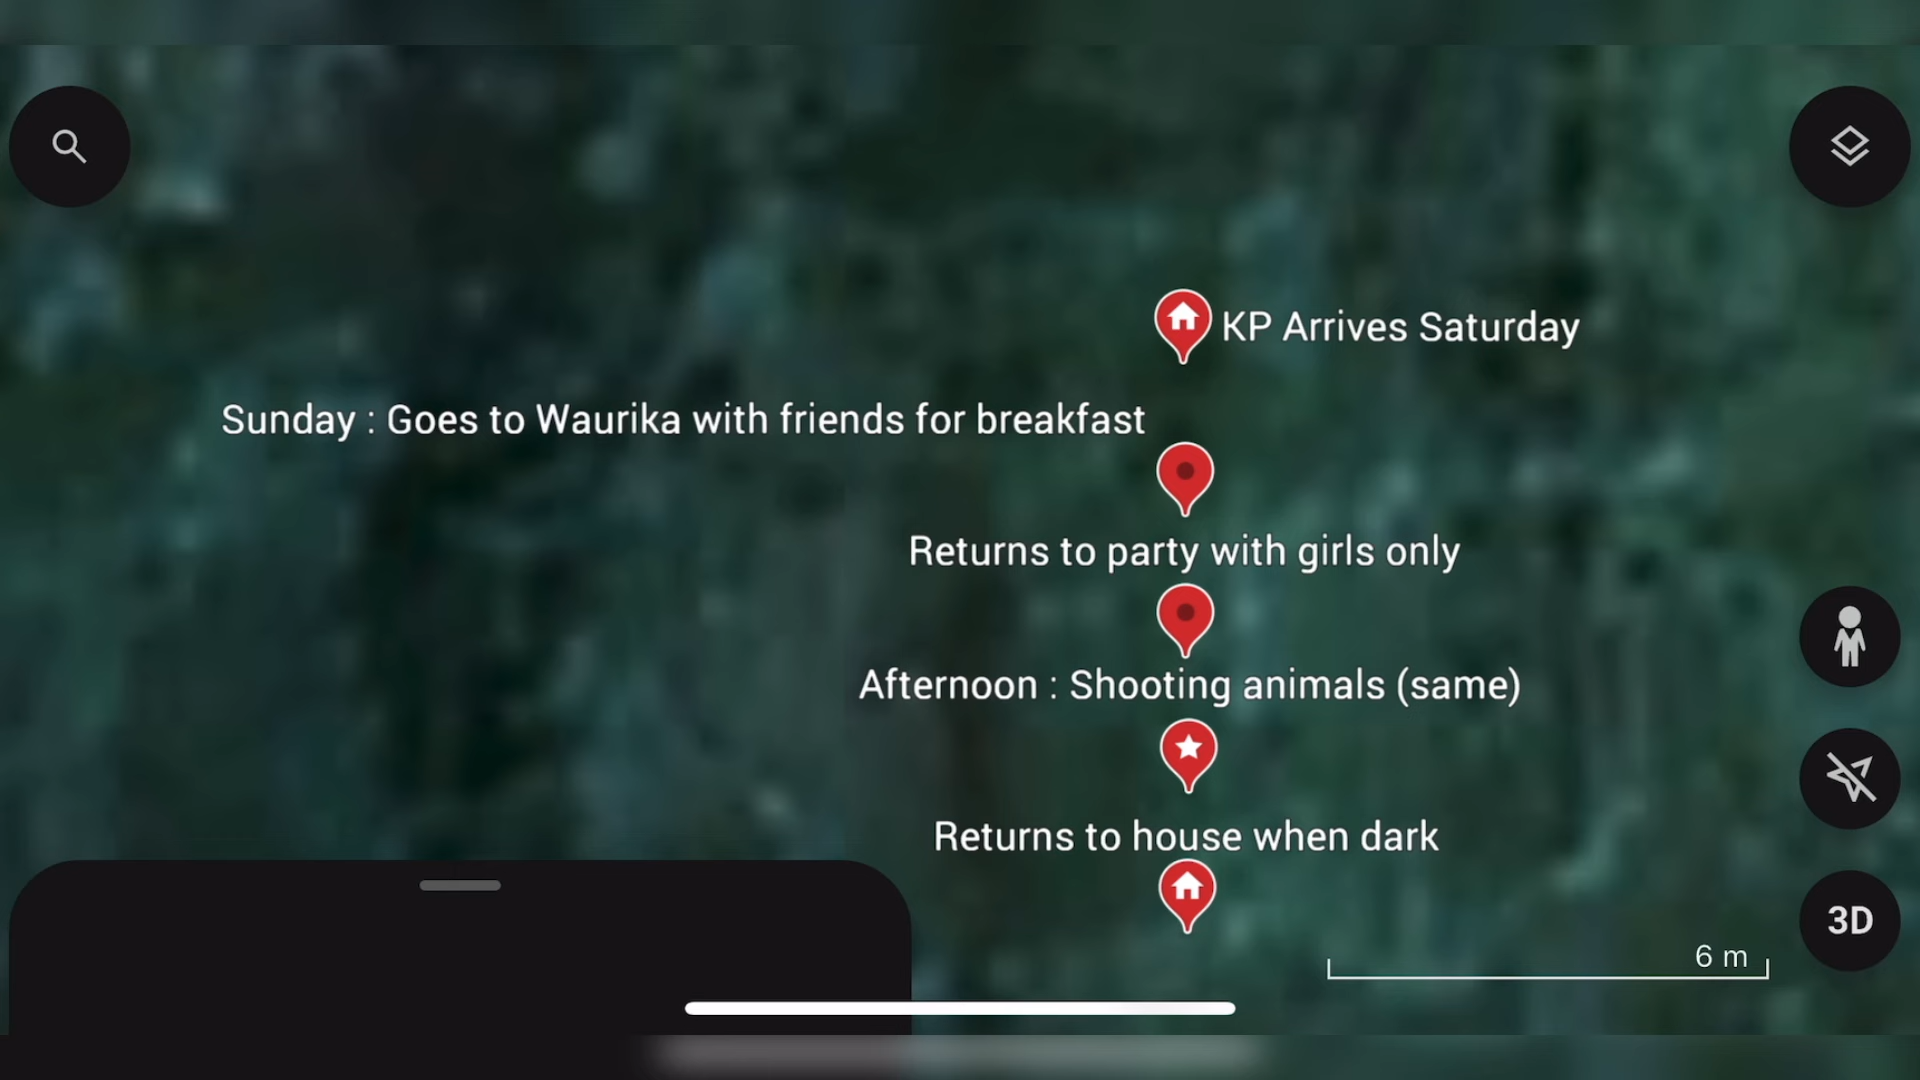 KP Arrives Saturday
Sunday : Goes to Waurika with friends for breakfast
Returns to party with girls only
Afternoon : Shooting animals (same)
Returns to house when dark
3D
6 m